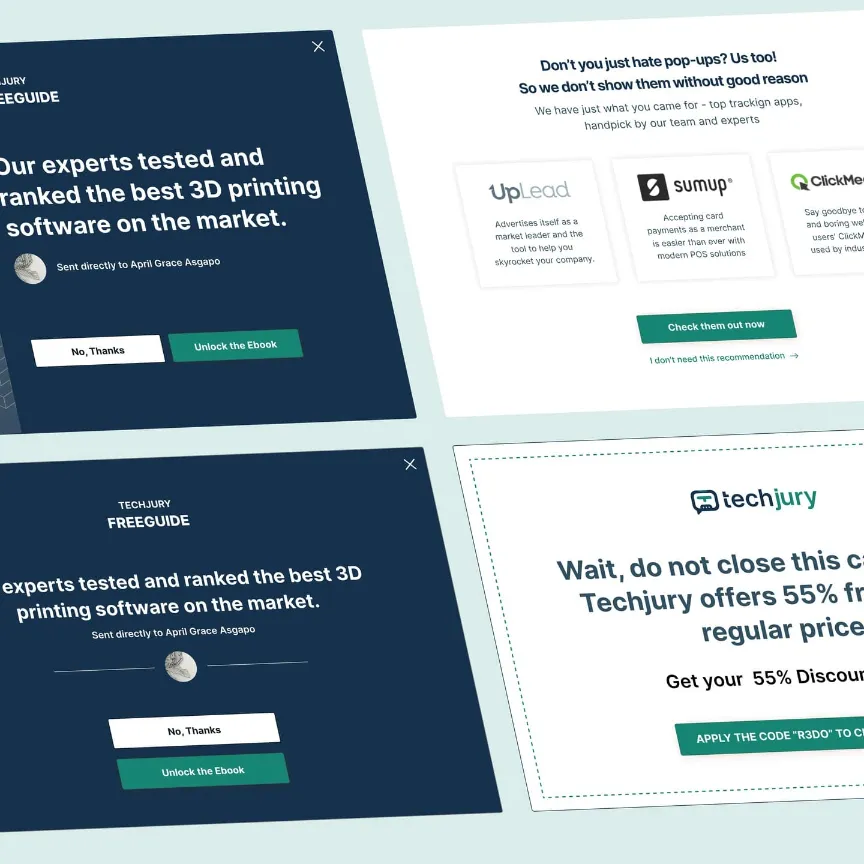 JURY
EEGUIDE
Our experts tested and
ranked the best 3D printing
software on the market.
Sent directly to April Grace Asgapo
No, Thanks
Unlock the Ebook
Don't you just hate pop-ups? Us too!
So we don't show them without good reason
We have just what you came for - top trackign apps,
handpick by our team and experts
UpLead
Advertises itself as a
market leader and the
tool to help you
skyrocket your company.
sumup®
Accepting card
payments as a merchant
is easier than ever with
modern POS solutions
ClickMe
Say goodbye to
and boring we
users' ClickM
used by indus
Check them out now
I don't need this recommendation →
TECHJURY
FREEGUIDE
experts tested and ranked the best 3D
printing software on the market.
Sent directly to April Grace Asgapo
No, Thanks
Unlock the Ebook
techjury
Wait, do not close this ca
Techjury offers 55% fr
regular price
Get your 55% Discoun
APPLY THE CODE "R3DO" TO C